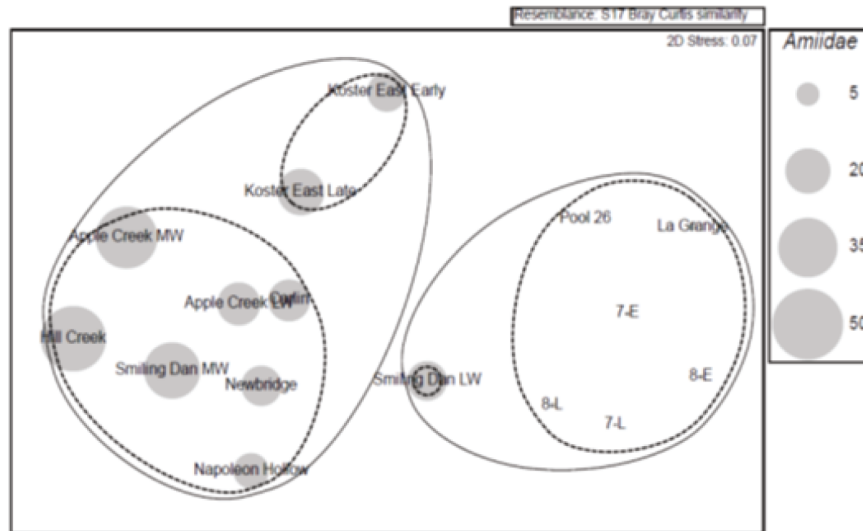 Resemblance: S17 Bray Curtis similarity
2D Stress: 0.07
Amiidae
5
20
35
50
Koster East Early
Koster East Late
Pool 26
La Grange
Apple Creek MW
Apple Creek LW
7-E
Hill Creek
Smiling Dan MW
Newbridge
Smiling Dan LW
8-E
8-L
7-L
Napoleon Hollow